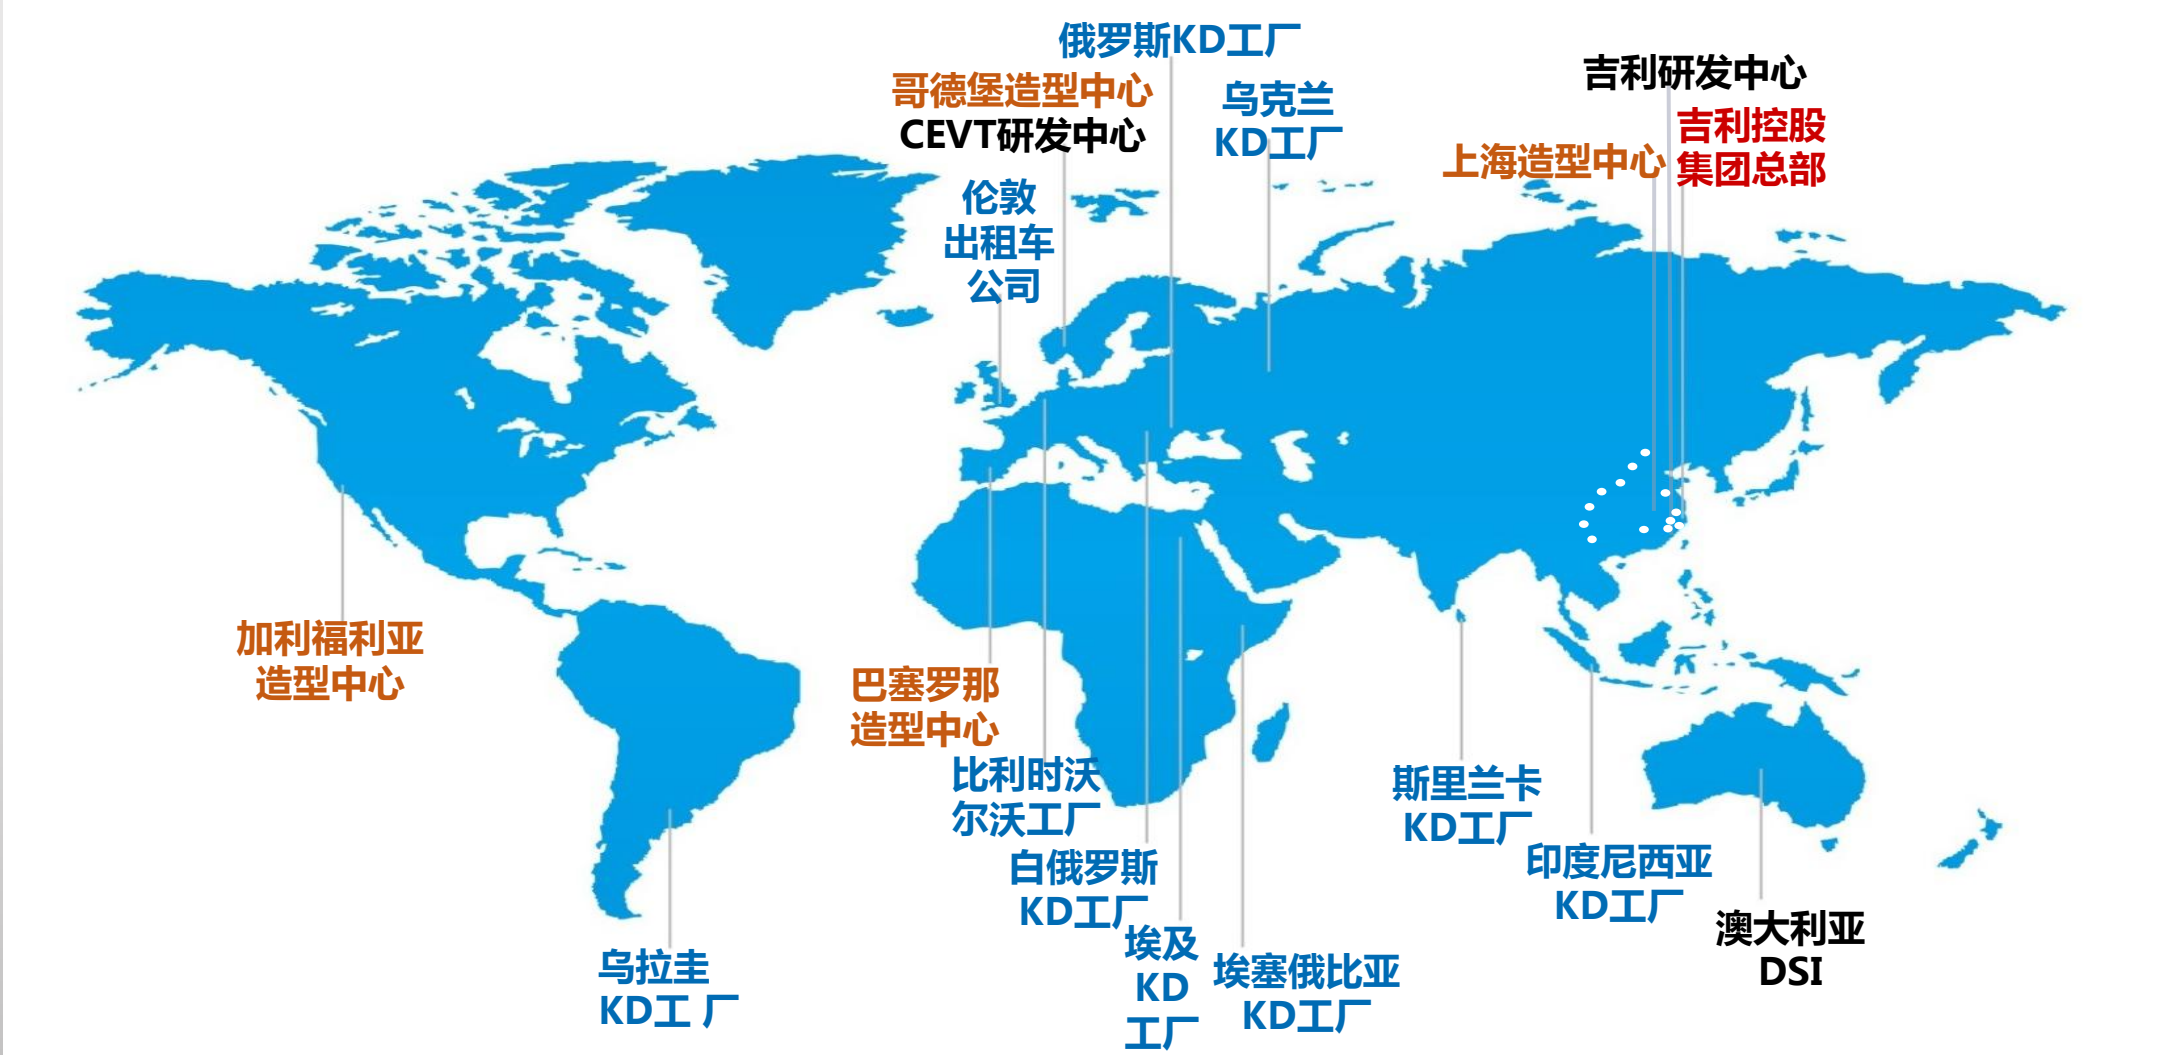 俄罗斯KD工厂
哥德堡造型中心
CEVT研发中心
乌克兰
KD工厂
吉利研发中心
吉利控股
集团总部
上海造型中心
伦敦
出租车
公司
加利福利亚
造型中心
巴塞罗那
造型中心
比利时沃
尔沃工厂
白俄罗斯
KD工厂
埃及
KD
工厂
埃塞俄比亚
KD工厂
斯里兰卡
KD工厂
印度尼西亚
KD工厂
澳大利亚
DSI
乌拉圭
KD工 厂